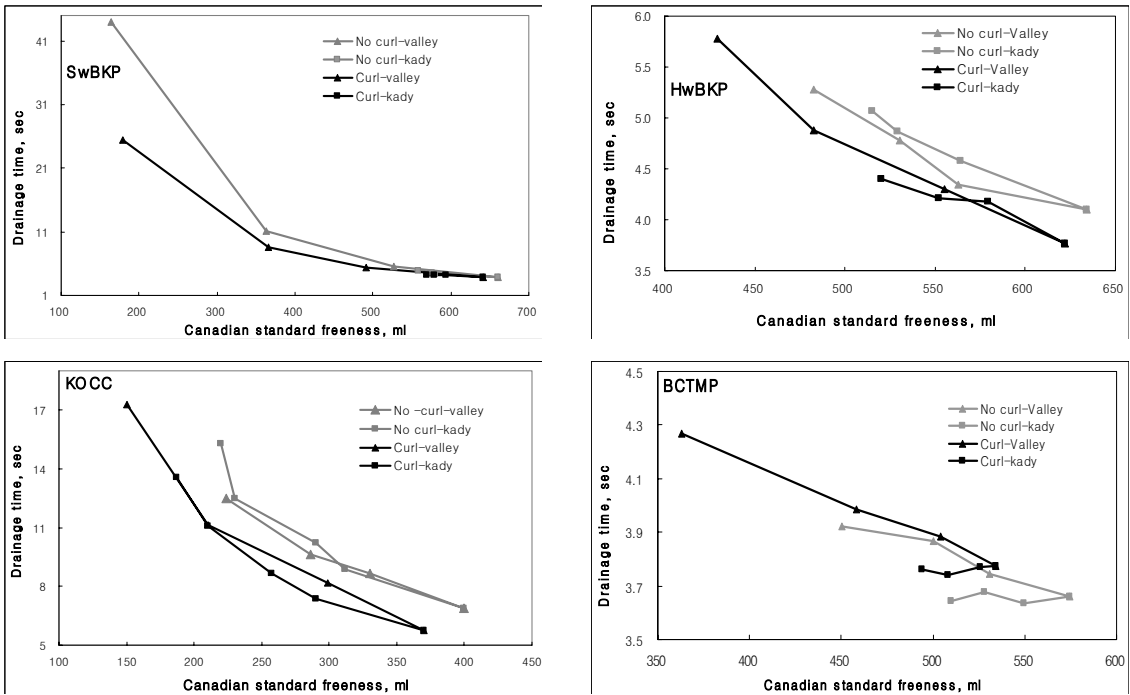 SwBKP
No curl-valley
No curl-kady
Curl-valley
Curl-kady
Drainage time, sec
41
31
21
11
1
100 200 300 400 500 600 700
Canadian standard freeness, ml
HwBKP
No curl-Valley
No curl-kady
Curl-Valley
Curl-kady
Drainage time, sec
6.0
5.5
5.0
4.5
4.0
3.5
400 450 500 550 600 650
Canadian standard freeness, ml
KOCC
No -curl-valley
No curl-kady
Curl-valley
Curl-kady
Drainage time, sec
17
14
11
8
5
100 150 200 250 300 350 400 450
Canadian standard freeness, ml
BCTMP
No curl-Valley
No curl-kady
Curl-Valley
Curl-kady
Drainage time, sec
4.5
4.3
4.1
3.9
3.7
3.5
350 400 450 500 550 600
Canadian standard freeness, ml